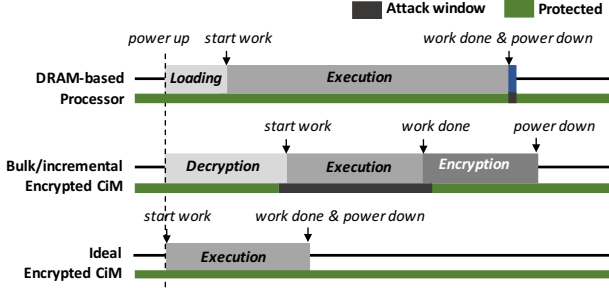 Attack window Protected
power up start work work done & power down
DRAM-based Processor
Loading Execution
start work work done power down
Bulk/incremental Encrypted CiM
Decryption Execution Encryption
start work work done & power down
Ideal Encrypted CiM
Execution